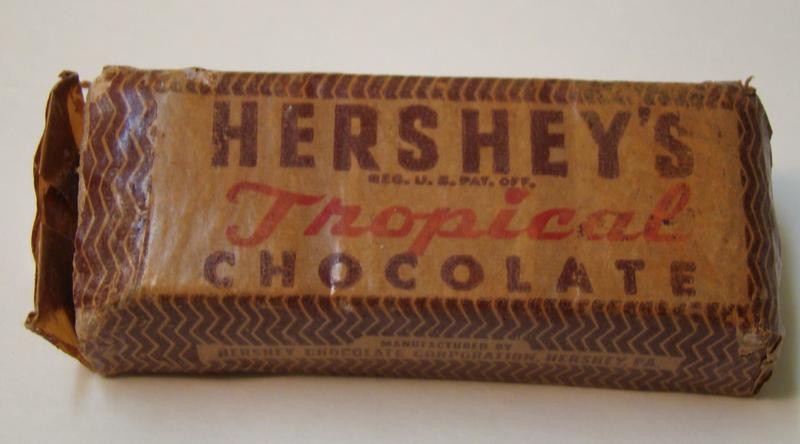 HERSHEY'S
REG. U. S. PAT. OFF.
Tropical
CHOCOLATE
MANUFACTURED BY
HERSHEY CHOCOLATE CORPORATION, HERSHEY, PA.